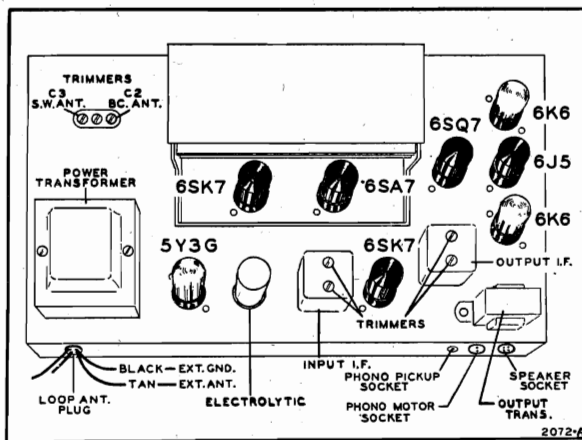 TRIMMERS
C3 C2
S.W. ANT. BC. ANT.
6K6
6SQ7
6J5
POWER
TRANSFORMER
6SK7
6SA7
6K6
5Y3G
6SK7
OUTPUT I.F.
TRIMMERS
INPUT I.F.
BLACK — EXT. GND.
TAN — EXT. ANT.
LOOP ANT.
PLUG
ELECTROLYTIC
PHONO PICKUP
SOCKET
PHONO MOTOR
SOCKET
SPEAKER
SOCKET
OUTPUT
TRANS.